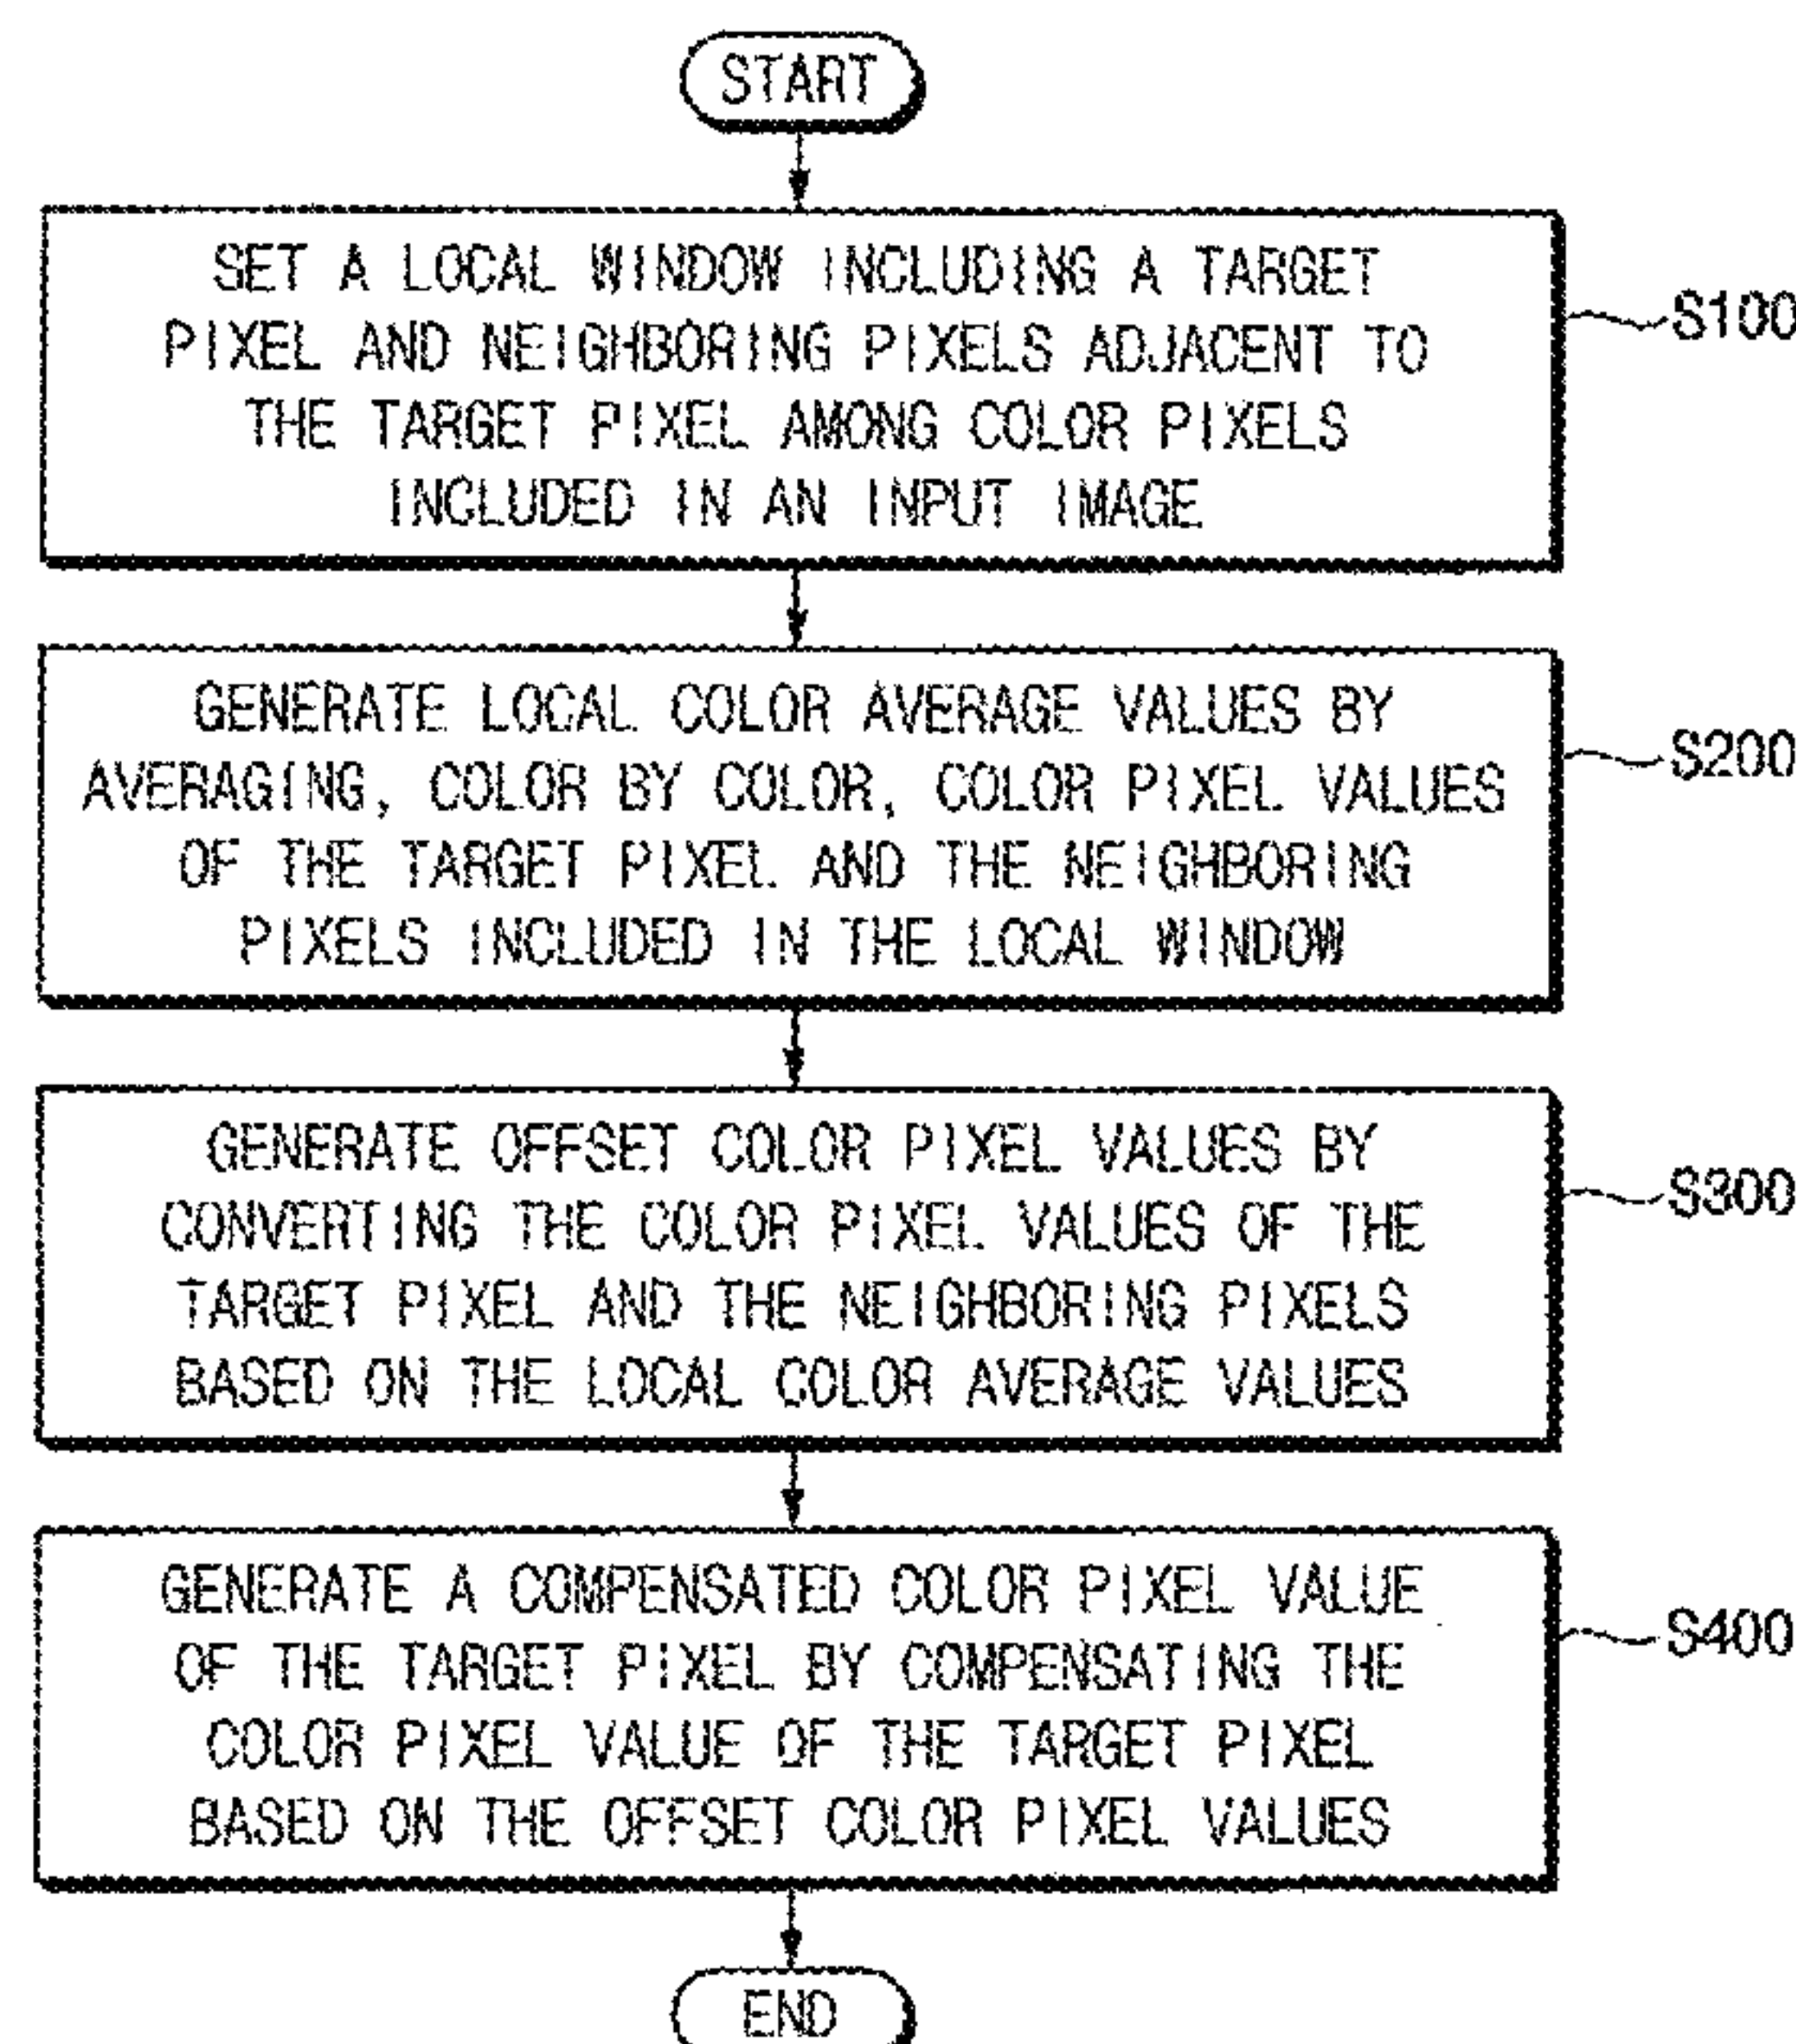 START
SET A LOCAL WINDOW INCLUDING A TARGET
PIXEL AND NEIGHBORING PIXELS ADJACENT TO
THE TARGET PIXEL AMONG COLOR PIXELS
INCLUDED IN AN INPUT IMAGE
S100
GENERATE LOCAL COLOR AVERAGE VALUES BY
AVERAGING, COLOR BY COLOR, COLOR PIXEL VALUES
OF THE TARGET PIXEL AND THE NEIGHBORING
PIXELS INCLUDED IN THE LOCAL WINDOW
S200
GENERATE OFFSET COLOR PIXEL VALUES BY
CONVERTING THE COLOR PIXEL VALUES OF THE
TARGET PIXEL AND THE NEIGHBORING PIXELS
BASED ON THE LOCAL COLOR AVERAGE VALUES
S300
GENERATE A COMPENSATED COLOR PIXEL VALUE
OF THE TARGET PIXEL BY COMPENSATING THE
COLOR PIXEL VALUE OF THE TARGET PIXEL
BASED ON THE OFFSET COLOR PIXEL VALUES
S400
END